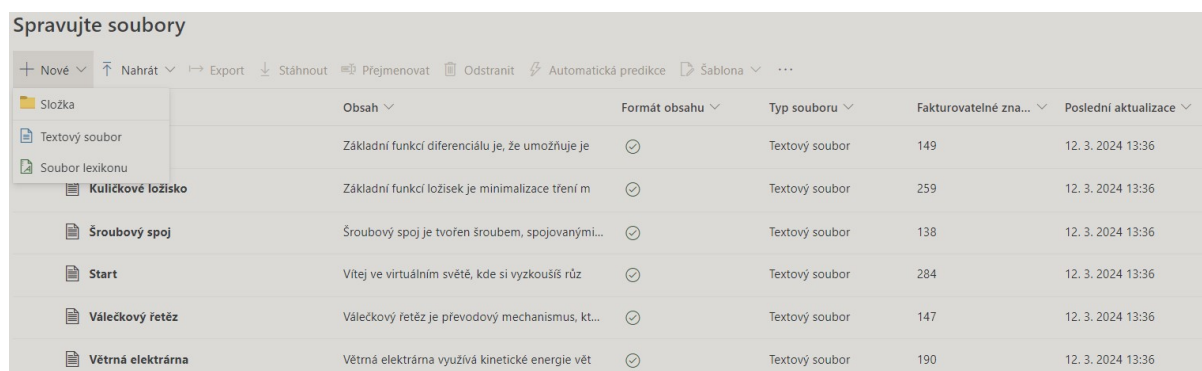 Spravujte soubory
Nové Nahrát Export Stáhnout Přejmenovat Odstranit Automatická predikce Šablona ...
Složka
Textový soubor
Soubor lexikonu
Obsah Formát obsahu Typ souboru Fakturovatelné zna... Poslední aktualizace
Základní funkcí diferenciálu je, že umožňuje je Textový soubor 149 12. 3. 2024 13:36
Kuličkové ložisko Základní funkcí ložisek je minimalizace tření m Textový soubor 259 12. 3. 2024 13:36
Šroubový spoj Šroubový spoj je tvořen šroubem, spojovanými... Textový soubor 138 12. 3. 2024 13:36
Start Vítej ve virtuálním světě, kde si vyzkoušíš růz Textový soubor 284 12. 3. 2024 13:36
Válečkový řetěz Válečkový řetěz je převodový mechanismus, kt... Textový soubor 147 12. 3. 2024 13:36
Větrná elektrárna Větrná elektrárna využívá kinetické energie vět Textový soubor 190 12. 3. 2024 13:36